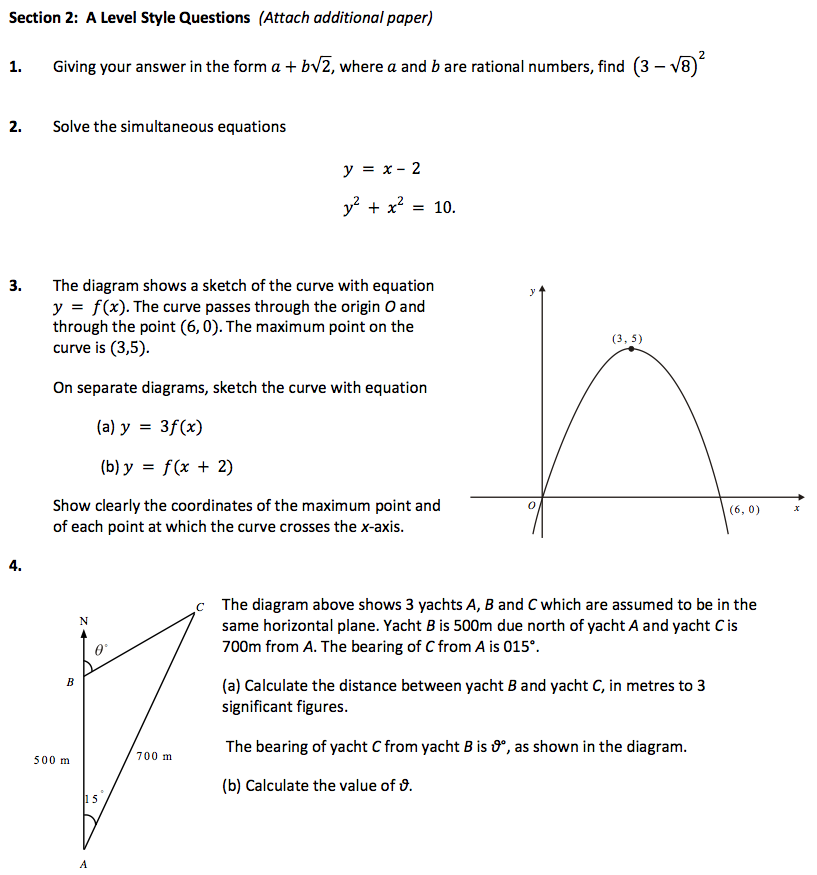 Section 2: A Level Style Questions (Attach additional paper)
1. Giving your answer in the form a + b√2, where a and b are rational numbers, find (3 − √8)²
2. Solve the simultaneous equations
y = x − 2
y² + x² = 10.
3. The diagram shows a sketch of the curve with equation
y = f(x). The curve passes through the origin O and
through the point (6, 0). The maximum point on the
curve is (3,5).
On separate diagrams, sketch the curve with equation
(a) y = 3f(x)
(b) y = f(x + 2)
Show clearly the coordinates of the maximum point and
of each point at which the curve crosses the x-axis.
y
(3, 5)
O
(6, 0)
x
4.
N
C
θ°
B
500 m
700 m
15°
A
The diagram above shows 3 yachts A, B and C which are assumed to be in the
same horizontal plane. Yacht B is 500m due north of yacht A and yacht C is
700m from A. The bearing of C from A is 015°.
(a) Calculate the distance between yacht B and yacht C, in metres to 3
significant figures.
The bearing of yacht C from yacht B is ϑ°, as shown in the diagram.
(b) Calculate the value of ϑ.